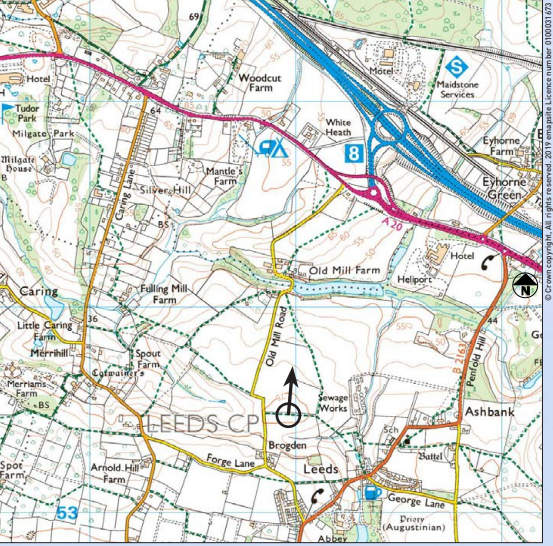 69
Hotel
Woodcut
Farm
Motel
S
Maidstone
Services
Tudor
Park
64
White
Heath
Milgate Park
8
Eyhorne
Farm
Milgate
House
B
Mantle's
Farm
Eyhorne
Green
Caring Lane
Silver Hill
BS
A 20
Hotel
Old Mill Farm
Heliport
N
Caring
Fulling Mill
Farm
36
44
Little Caring
Farm
Old Mill Road
Merrihill
Spout
Farm
B 2163
Penfold Hill
Merriams
Farm
BS
Sewage
Works
LEEDS CP
Ashbank
Sch
Brogden
Battel
Spot
Farm
Arnold Hill
Farm
Forge Lane
Leeds
George Lane
53
Priory
(Augustinian)
Abbey
© Crown copyright, All rights reserved. 2019 emapsite Licence number 0100031673